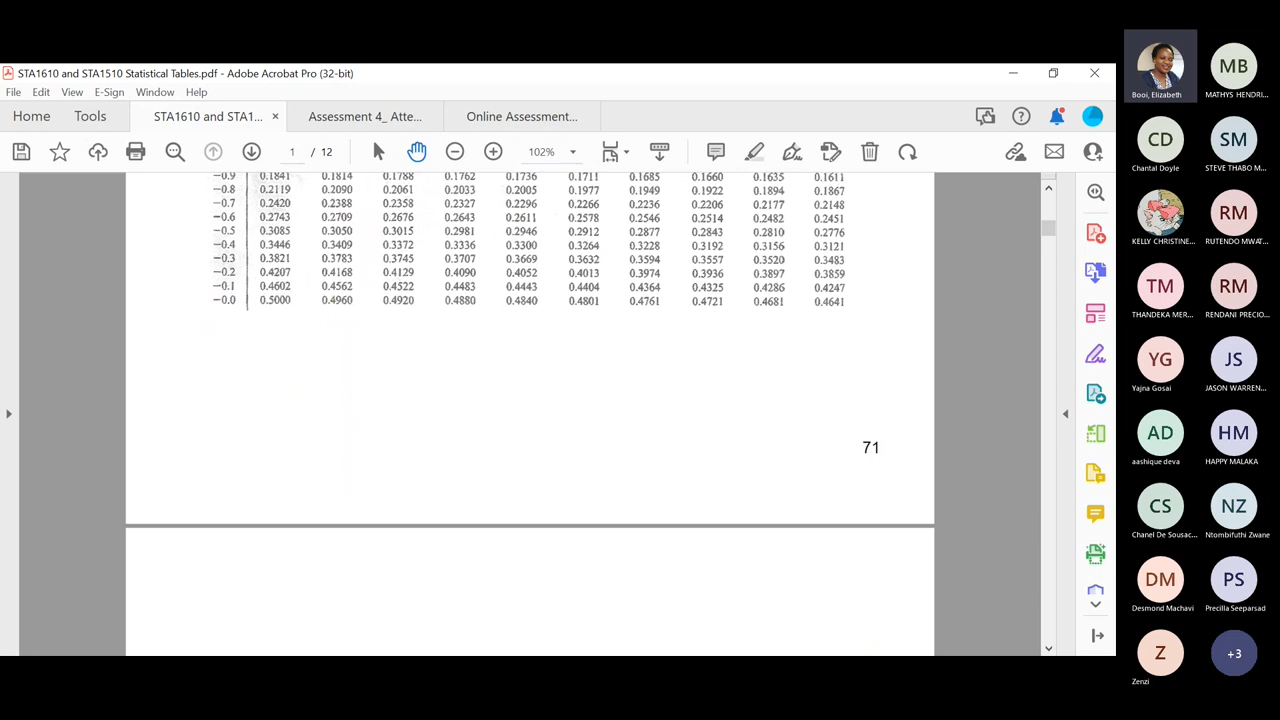 STA1610 and STA1510 Statistical Tables.pdf - Adobe Acrobat Pro (32-bit)
File Edit View E-Sign Window Help
Home Tools STA1610 and STA1... × Assessment 4_ Atte... Online Assessment...
1 / 12 102%
−0.9 0.1841 0.1814 0.1788 0.1762 0.1736 0.1711 0.1685 0.1660 0.1635 0.1611
−0.8 0.2119 0.2090 0.2061 0.2033 0.2005 0.1977 0.1949 0.1922 0.1894 0.1867
−0.7 0.2420 0.2388 0.2358 0.2327 0.2296 0.2266 0.2236 0.2206 0.2177 0.2148
−0.6 0.2743 0.2709 0.2676 0.2643 0.2611 0.2578 0.2546 0.2514 0.2482 0.2451
−0.5 0.3085 0.3050 0.3015 0.2981 0.2946 0.2912 0.2877 0.2843 0.2810 0.2776
−0.4 0.3446 0.3409 0.3372 0.3336 0.3300 0.3264 0.3228 0.3192 0.3156 0.3121
−0.3 0.3821 0.3783 0.3745 0.3707 0.3669 0.3632 0.3594 0.3557 0.3520 0.3483
−0.2 0.4207 0.4168 0.4129 0.4090 0.4052 0.4013 0.3974 0.3936 0.3897 0.3859
−0.1 0.4602 0.4562 0.4522 0.4483 0.4443 0.4404 0.4364 0.4325 0.4286 0.4247
−0.0 0.5000 0.4960 0.4920 0.4880 0.4840 0.4801 0.4761 0.4721 0.4681 0.4641
71
MB
Booi, Elizabeth MATHYS HENDRI...
CD SM
Chantal Doyle STEVE THABO M...
RM
KELLY CHRISTINE... RUTENDO MWAT...
TM RM
THANDEKA MER... RENDANI PRECIO...
YG JS
Yajna Gosai JASON WARREN...
AD HM
aashique deva HAPPY MALAKA
CS NZ
Chanel De Sousac... Ntombifuthi Zwane
DM PS
Desmond Machavi Precilla Seeparsad
Z +3
Zenzi